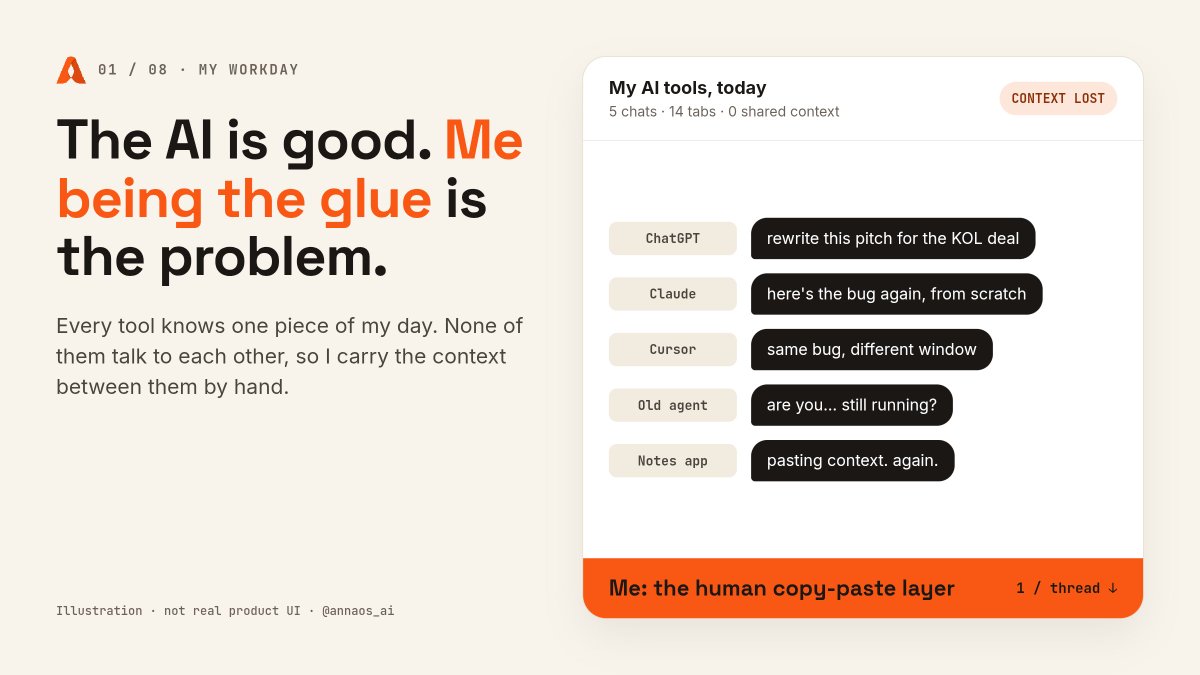 01 / 08 · MY WORKDAY
The AI is good. Me
being the glue is
the problem.
Every tool knows one piece of my day. None of
them talk to each other, so I carry the context
between them by hand.
Illustration · not real product UI · @annaos_ai
My AI tools, today
5 chats · 14 tabs · 0 shared context
CONTEXT LOST
ChatGPT
rewrite this pitch for the KOL deal
Claude
here's the bug again, from scratch
Cursor
same bug, different window
Old agent
are you... still running?
Notes app
pasting context. again.
Me: the human copy-paste layer
1 / thread ↓